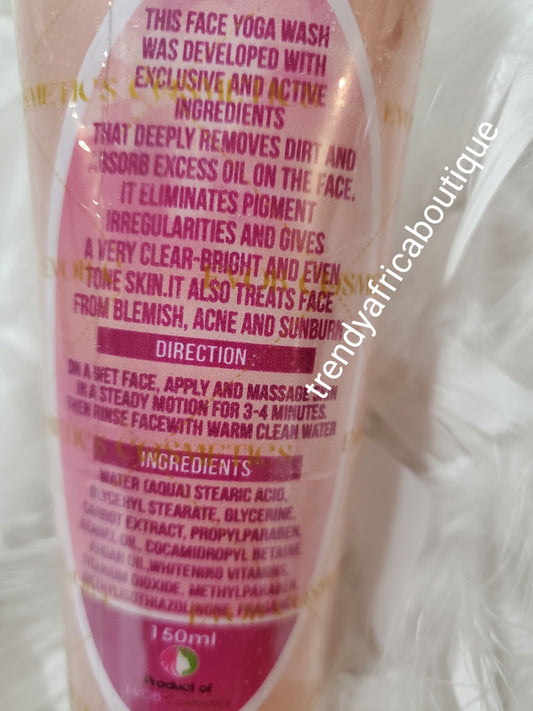 THIS FACE YOGA WASH
WAS DEVELOPED WITH
EXCLUSIVE AND ACTIVE
INGREDIENTS
THAT DEEPLY REMOVES DIRT AND
ABSORB EXCESS OIL ON THE FACE.
IT ELIMINATES PIGMENT
IRREGULARITIES AND GIVES
A VERY CLEAR-BRIGHT AND EVEN
TONE SKIN.IT ALSO TREATS FACE
FROM BLEMISH, ACNE AND SUNBURN
DIRECTION
ON A WET FACE, APPLY AND MASSAGE
IN A STEADY MOTION FOR 3-4 MINUTES.
THEN RINSE FACEWITH WARM CLEAN WATER
INGREDIENTS
WATER (AQUA) STEARIC ACID,
GLYCERYL STEARATE, GLYCERINE,
CARROT EXTRACT, PROPYLPARABEN,
KERNEL OIL, COCAMIDROPYL BETAINE,
ARGAN OIL,WHITENING VITAMINS,
TITANIUM DIOXIDE, METHYLPARABEN,
150ml
Product of
COSMETICS
trendyafricaboutique